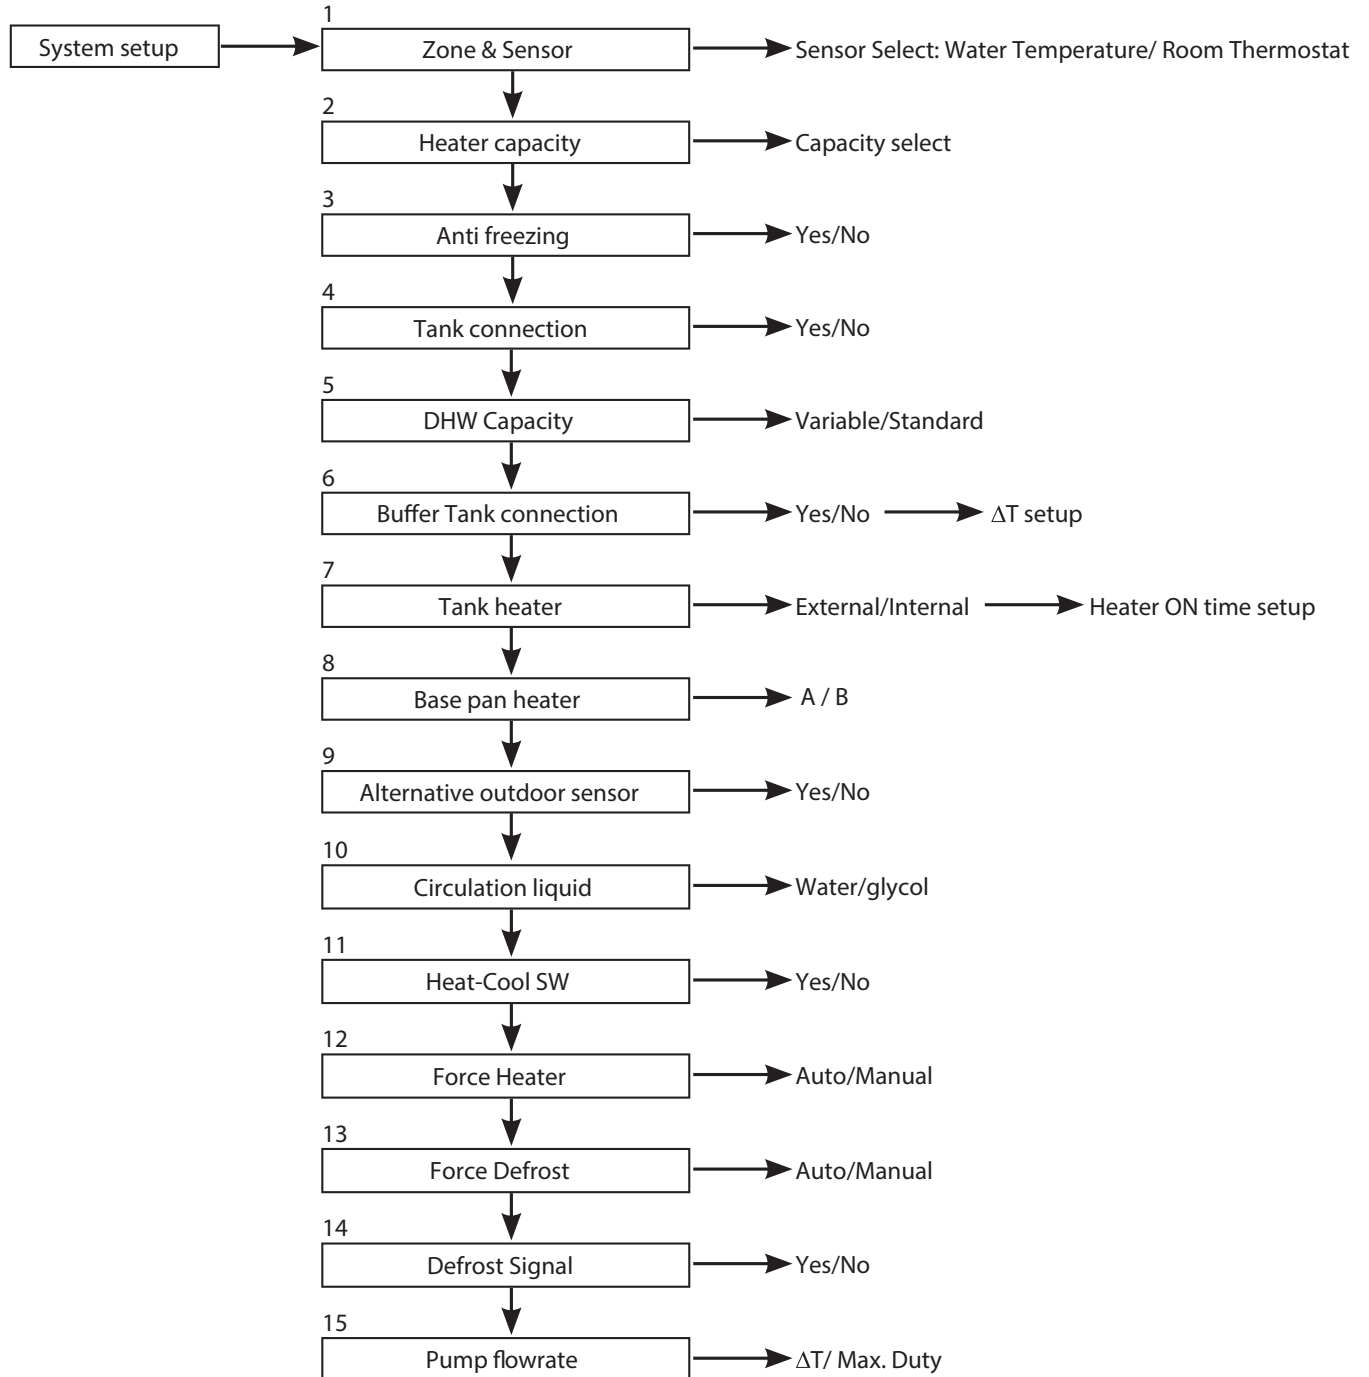 1
System setup
Zone & Sensor
Sensor Select: Water Temperature/ Room Thermostat
2
Heater capacity
Capacity select
3
Anti freezing
Yes/No
4
Tank connection
Yes/No
5
DHW Capacity
Variable/Standard
6
Buffer Tank connection
Yes/No
ΔT setup
7
Tank heater
External/Internal
Heater ON time setup
8
Base pan heater
A / B
9
Alternative outdoor sensor
Yes/No
10
Circulation liquid
Water/glycol
11
Heat-Cool SW
Yes/No
12
Force Heater
Auto/Manual
13
Force Defrost
Auto/Manual
14
Defrost Signal
Yes/No
15
Pump flowrate
ΔT/ Max. Duty